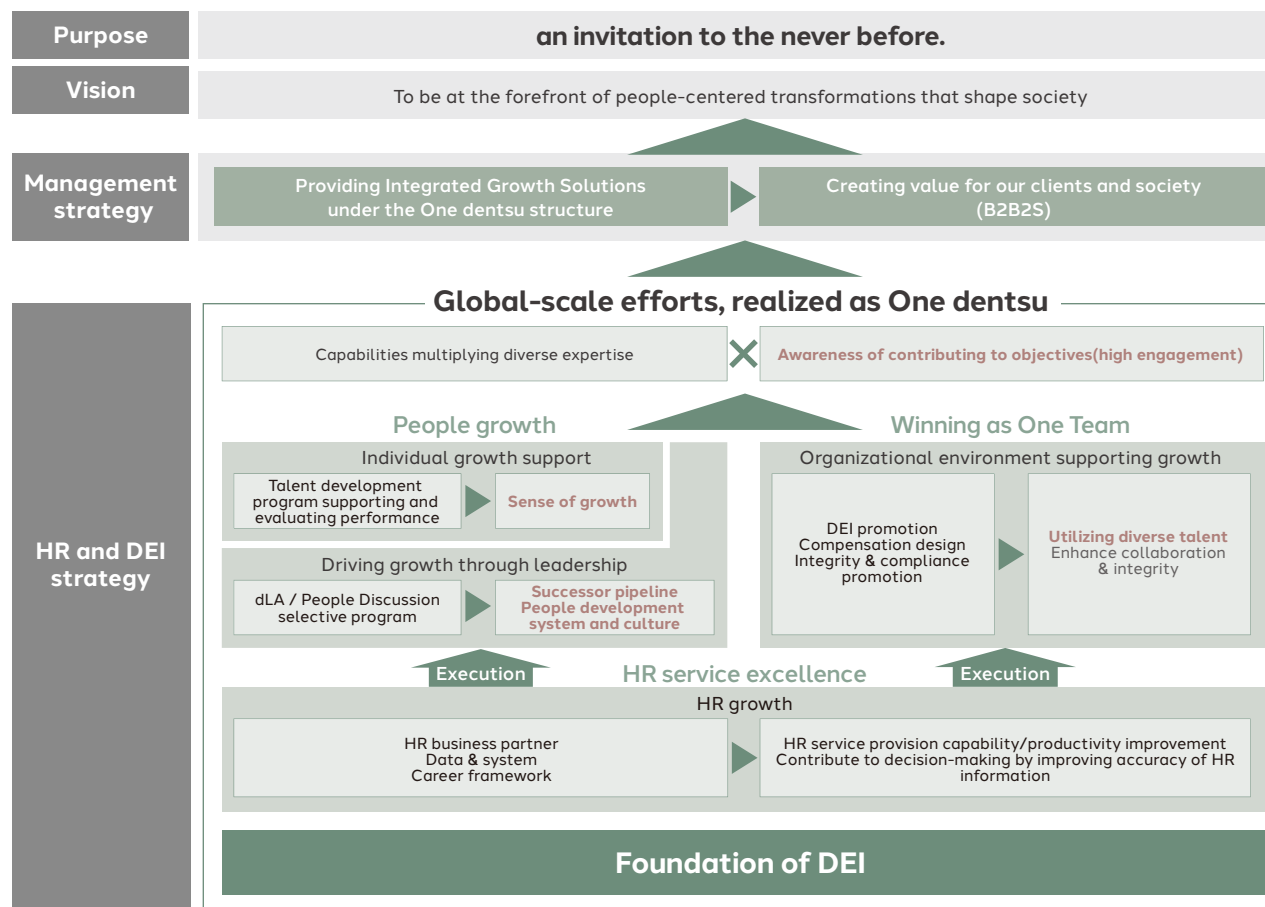 Purpose
an invitation to the never before.
Vision
To be at the forefront of people-centered transformations that shape society
Management
strategy
Providing Integrated Growth Solutions
under the One dentsu structure
Creating value for our clients and society
(B2B2S)
HR and DEI
strategy
Global-scale efforts, realized as One dentsu
Capabilities multiplying diverse expertise
Awareness of contributing to objectives(high engagement)
People growth
Individual growth support
Talent development
program supporting and
evaluating performance
Sense of growth
Driving growth through leadership
dLA / People Discussion
selective program
Successor pipeline
People development
system and culture
Winning as One Team
Organizational environment supporting growth
DEI promotion
Compensation design
Integrity & compliance
promotion
Utilizing diverse talent
Enhance collaboration
& integrity
Execution
HR service excellence
Execution
HR growth
HR business partner
Data & system
Career framework
HR service provision capability/productivity improvement
Contribute to decision-making by improving accuracy of HR
information
Foundation of DEI